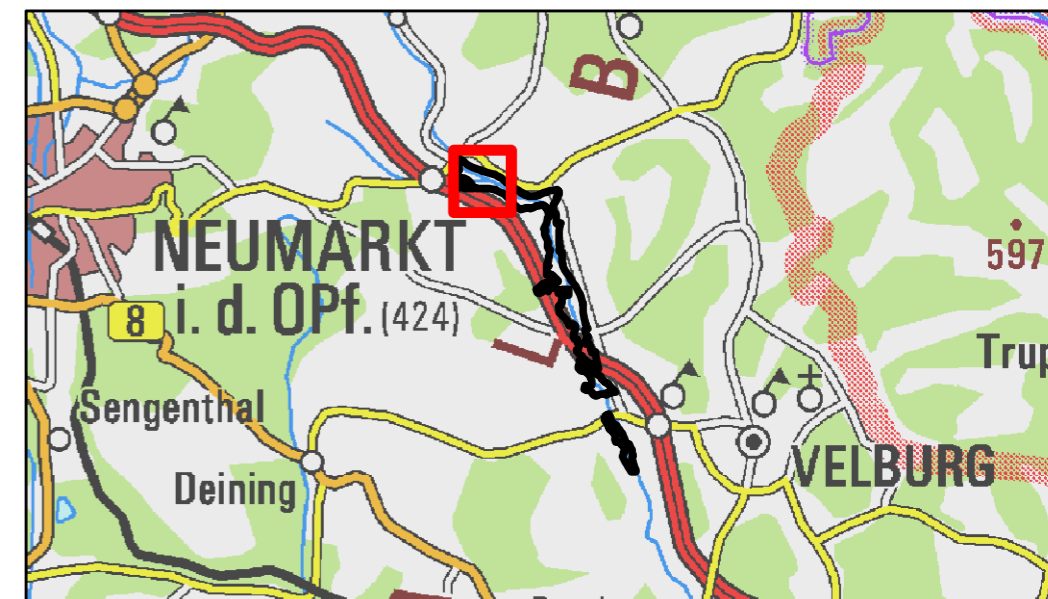 B
NEUMARKT
597
8
i. d. OPf. (424)
L
Trup
Sengenthal
Deining
VELBURG